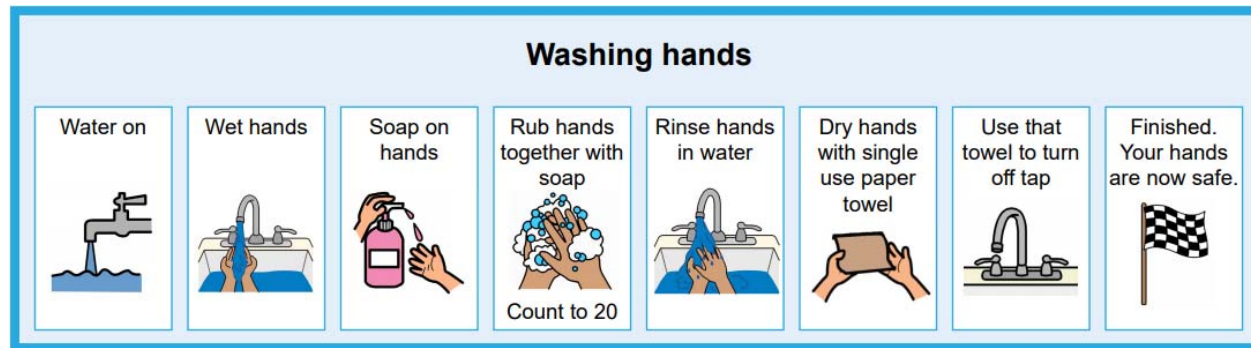 Washing hands
Water on
Wet hands
Soap on
hands
Rub hands
together with
soap
Count to 20
Rinse hands
in water
Dry hands
with single
use paper
towel
Use that
towel to turn
off tap
Finished.
Your hands
are now safe.